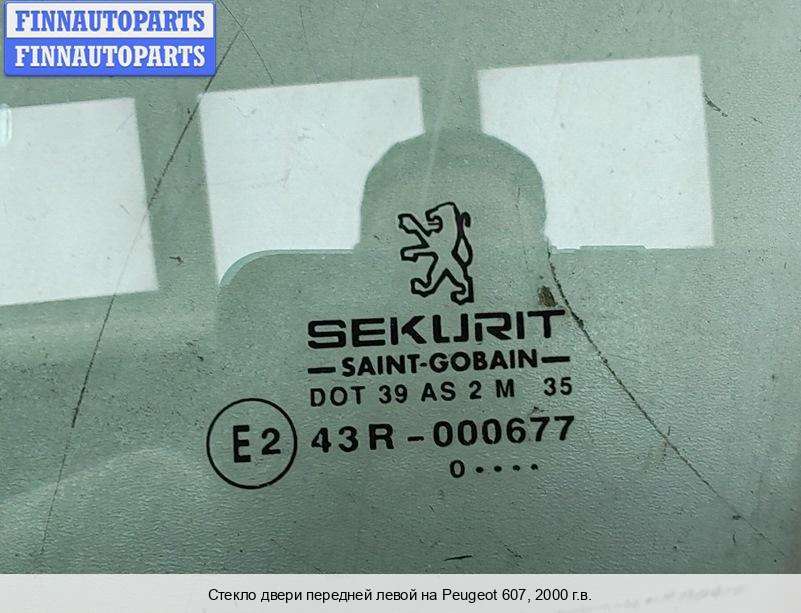 FINNAUTOPARTS
FINNAUTOPARTS
SEKURIT
—SAINT-GOBAIN—
DOT 39 AS 2 M 35
E2 43R-000677
0....
Стекло двери передней левой на Peugeot 607, 2000 г.в.